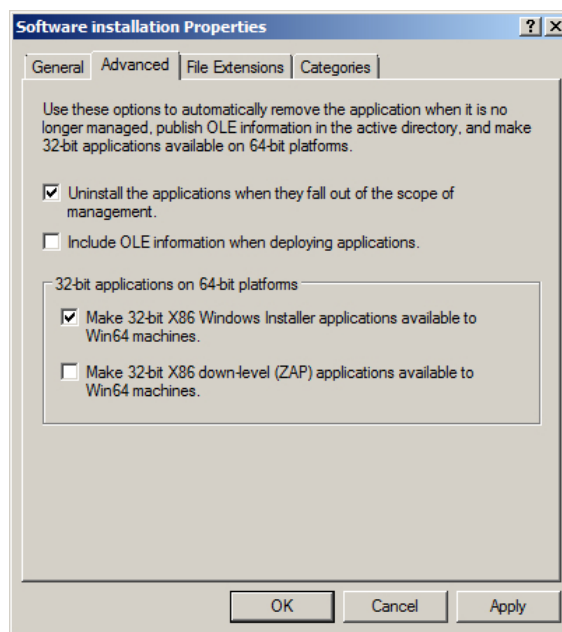 Software installation Properties
General Advanced File Extensions Categories
Use these options to automatically remove the application when it is no
longer managed, publish OLE information in the active directory, and make
32-bit applications available on 64-bit platforms.
Uninstall the applications when they fall out of the scope of
management.
Include OLE information when deploying applications.
32-bit applications on 64-bit platforms
Make 32-bit X86 Windows Installer applications available to
Win64 machines.
Make 32-bit X86 down-level (ZAP) applications available to
Win64 machines.
OK Cancel Apply